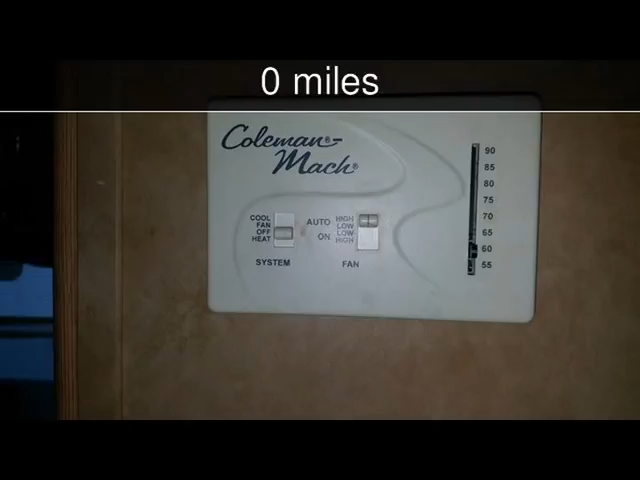 0 miles
Coleman®-
Mach®
COOL
FAN
OFF
HEAT
SYSTEM
AUTO
ON
HIGH
LOW
LOW
HIGH
FAN
90
85
80
75
70
65
60
55